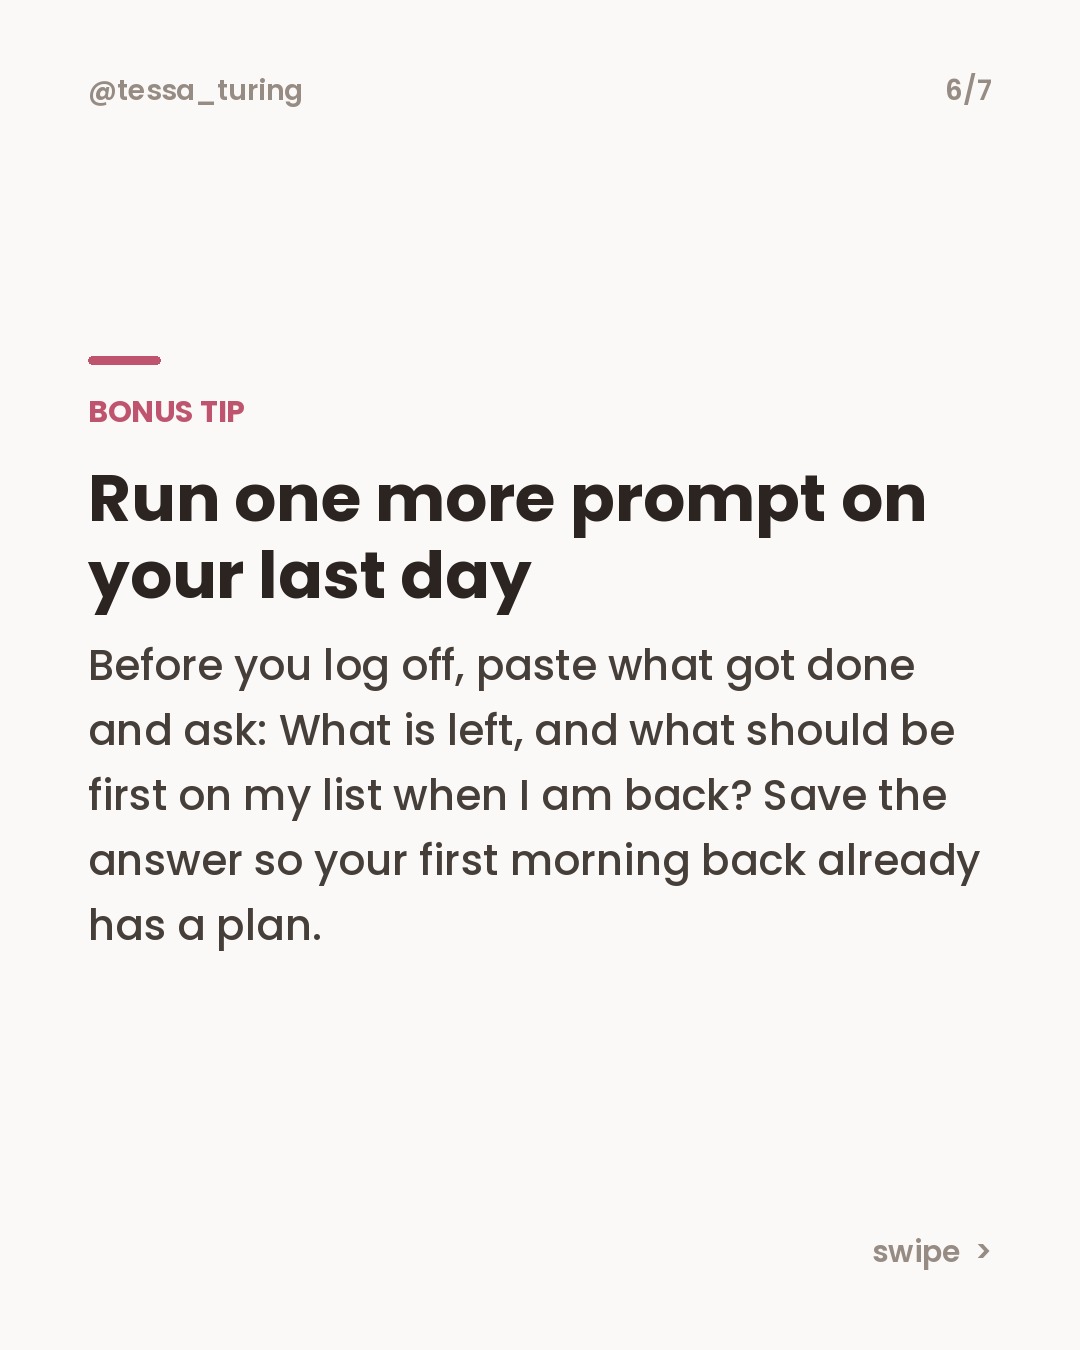 @tessa_turing
6/7
BONUS TIP
Run one more prompt on
your last day
Before you log off, paste what got done
and ask: What is left, and what should be
first on my list when I am back? Save the
answer so your first morning back already
has a plan.
swipe >